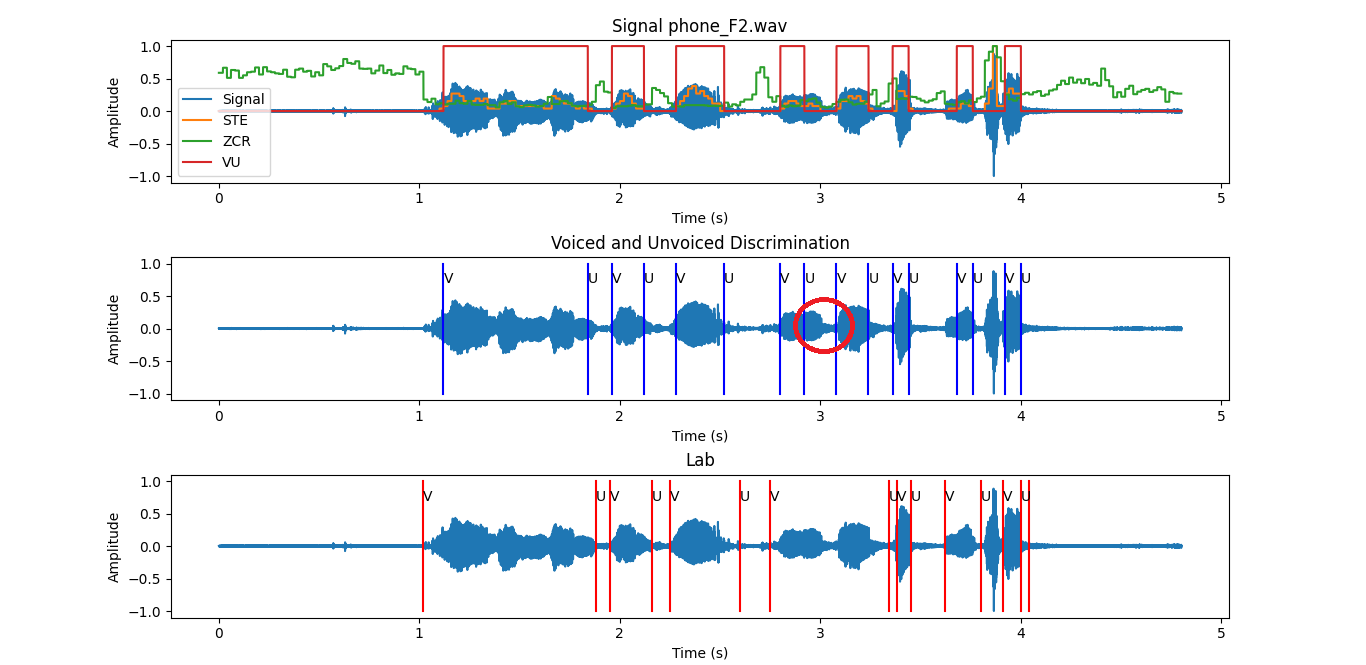 Signal phone_F2.wav
1.0
0.5
0.0
−0.5
−1.0
Amplitude
Signal
STE
ZCR
VU
0 1 2 3 4 5
Time (s)
Voiced and Unvoiced Discrimination
1.0
0.5
0.0
−0.5
−1.0
Amplitude
V U V U V U V U V U V U V U V U
0 1 2 3 4 5
Time (s)
Lab
1.0
0.5
0.0
−0.5
−1.0
Amplitude
V U V U V U V U V U V U V U
0 1 2 3 4 5
Time (s)